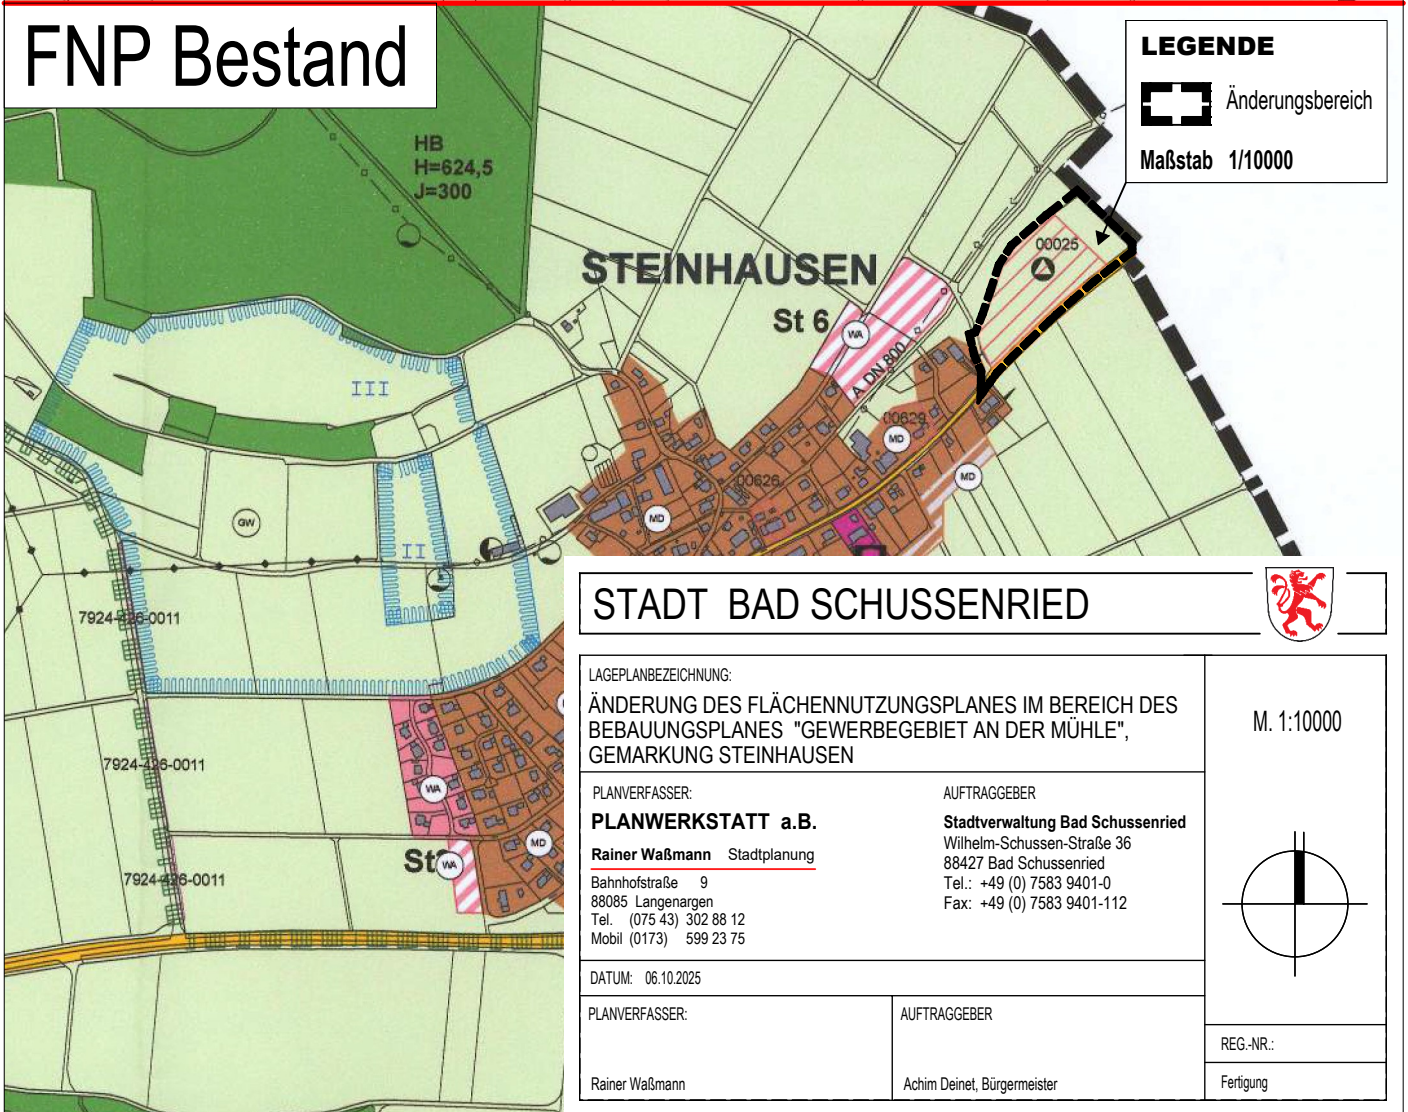 FNP Bestand
LEGENDE
Änderungsbereich
Maßstab 1/10000
HB
H=624,5
J=300
STEINHAUSEN
St 6
WA
00025
A DN 800
00629
MD
MD
00626
MD
III
II
GW
7924-426-0011
7924-426-0011
7924-426-0011
WA
MD
WA
STADT BAD SCHUSSENRIED
LAGEPLANBEZEICHNUNG:
ÄNDERUNG DES FLÄCHENNUTZUNGSPLANES IM BEREICH DES
BEBAUUNGSPLANES "GEWERBEGEBIET AN DER MÜHLE",
GEMARKUNG STEINHAUSEN
M. 1:10000
PLANVERFASSER:
PLANWERKSTATT a.B.
Rainer Waßmann Stadtplanung
Bahnhofstraße 9
88085 Langenargen
Tel. (075 43) 302 88 12
Mobil (0173) 599 23 75
AUFTRAGGEBER
Stadtverwaltung Bad Schussenried
Wilhelm-Schussen-Straße 36
88427 Bad Schussenried
Tel.: +49 (0) 7583 9401-0
Fax: +49 (0) 7583 9401-112
DATUM: 06.10.2025
PLANVERFASSER:
Rainer Waßmann
AUFTRAGGEBER
Achim Deinet, Bürgermeister
REG.-NR.:
Fertigung